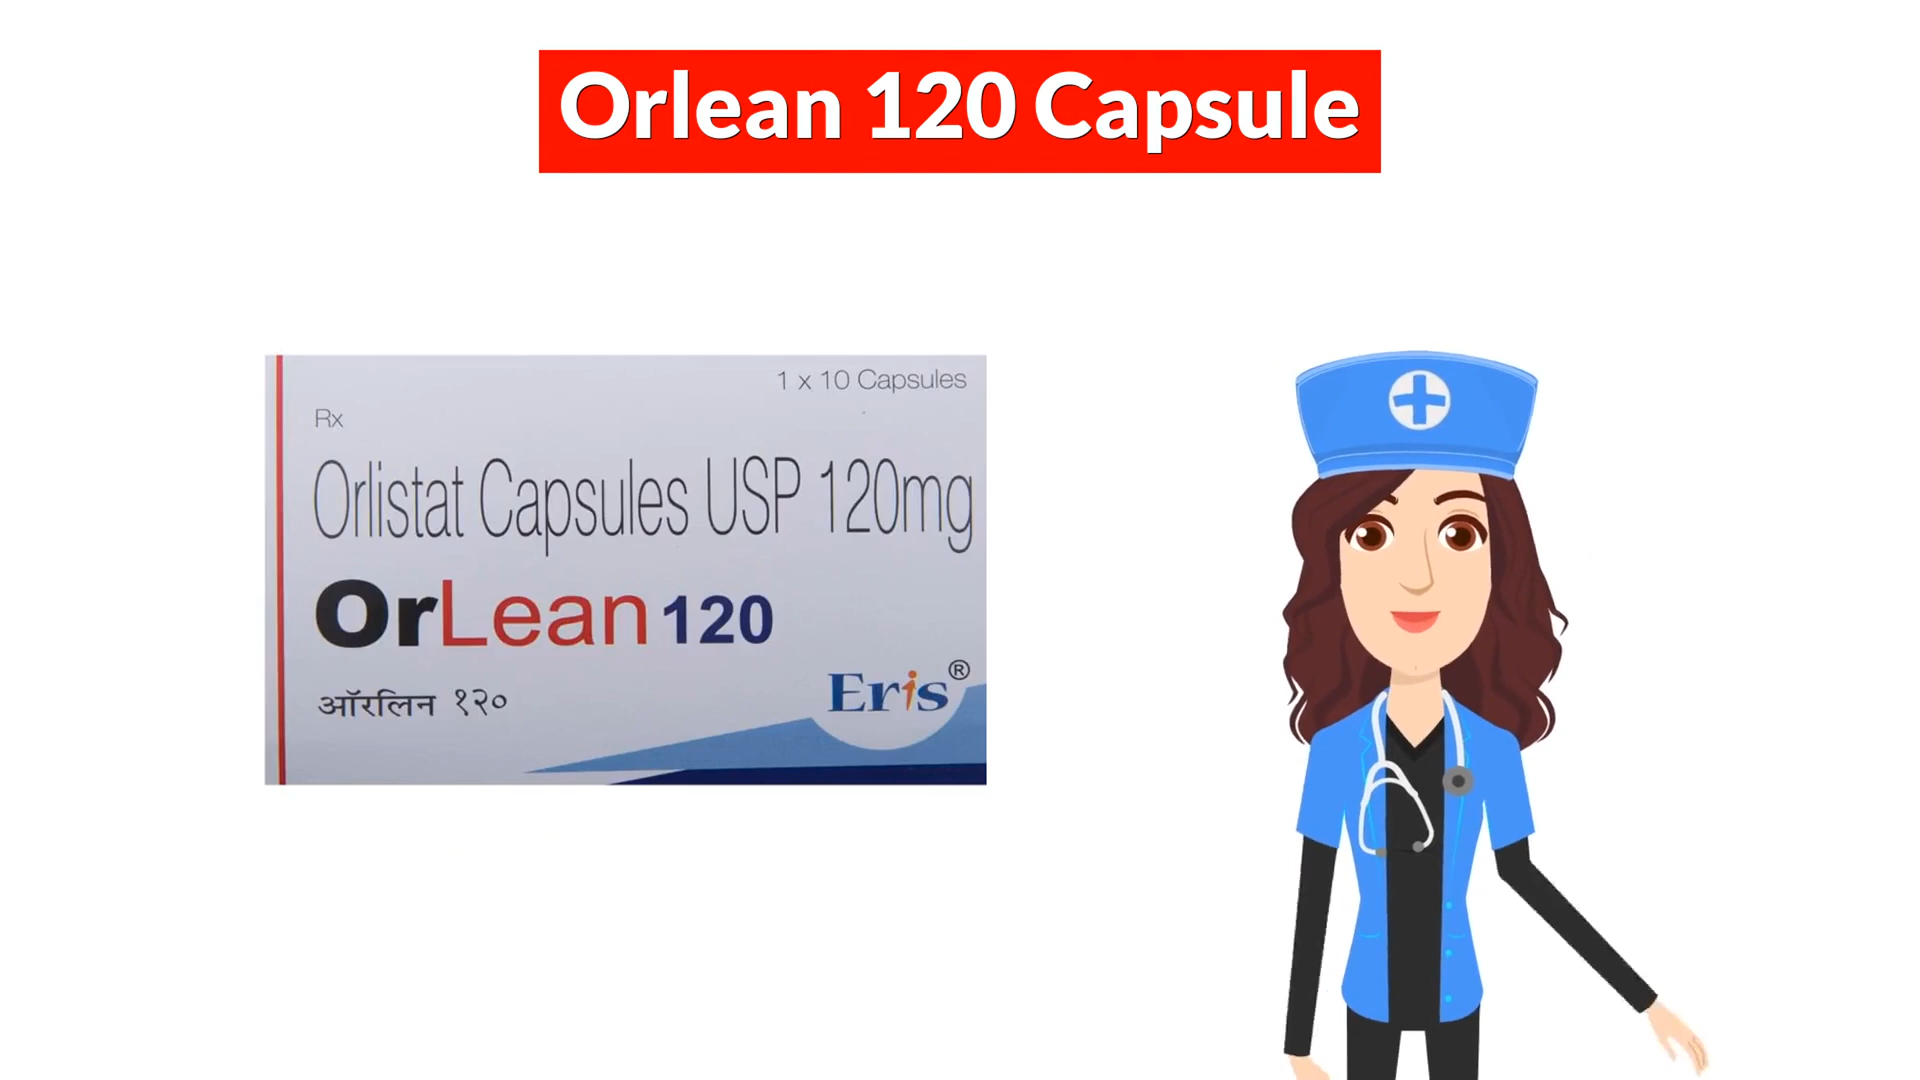 Orlean 120 Capsule
1 x 10 Capsules
Rx
Orlistat Capsules USP 120mg
OrLean 120
ऑरलिन १२०
Eris®